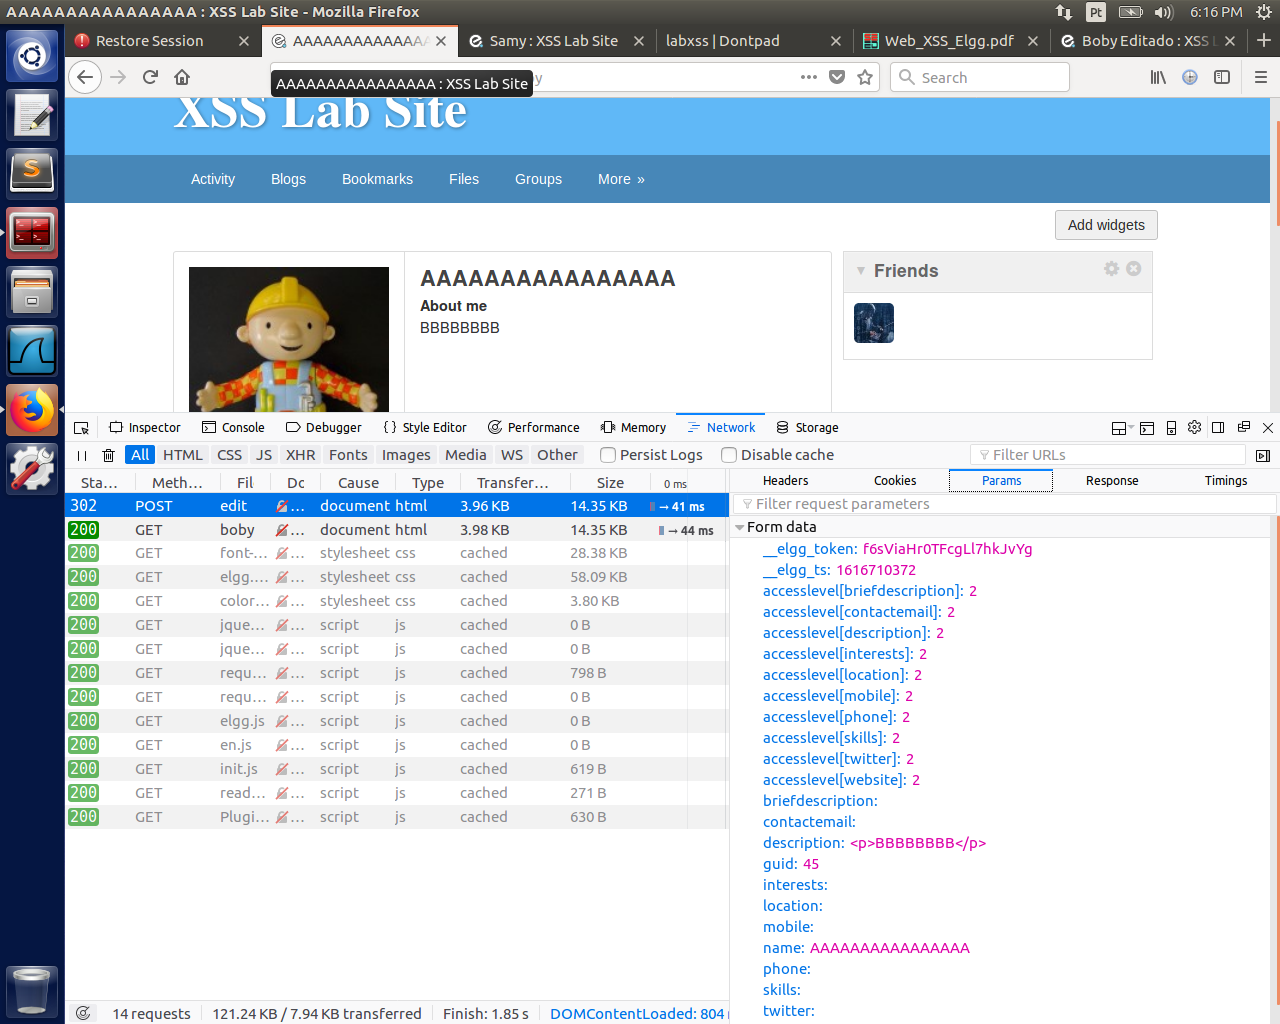 AAAAAAAAAAAAAAAA : XSS Lab Site - Mozilla Firefox
Pt
6:16 PM
Restore Session
AAAAAAAAAAAAAA
Samy : XSS Lab Site
labxss | Dontpad
Web_XSS_Elgg.pdf
Boby Editado : XSS L
AAAAAAAAAAAAAAAA : XSS Lab Site
y
Search
XSS Lab Site
Activity
Blogs
Bookmarks
Files
Groups
More »
Add widgets
AAAAAAAAAAAAAAAA
About me
BBBBBBBB
Friends
Inspector
Console
Debugger
Style Editor
Performance
Memory
Network
Storage
All HTML CSS JS XHR Fonts Images Media WS Other
Persist Logs
Disable cache
Filter URLs
Sta... Meth... Fil Dc Cause Type Transfer... Size 0 ms
302 POST edit ... document html 3.96 KB 14.35 KB → 41 ms
200 GET boby ... document html 3.98 KB 14.35 KB → 44 ms
200 GET font-... ... stylesheet css cached 28.38 KB
200 GET elgg.... ... stylesheet css cached 58.09 KB
200 GET color... ... stylesheet css cached 3.80 KB
200 GET jque... ... script js cached 0 B
200 GET jque... ... script js cached 0 B
200 GET requ... ... script js cached 798 B
200 GET requ... ... script js cached 0 B
200 GET elgg.js ... script js cached 0 B
200 GET en.js ... script js cached 0 B
200 GET init.js ... script js cached 619 B
200 GET read... ... script js cached 271 B
200 GET Plugi... ... script js cached 630 B
14 requests
121.24 KB / 7.94 KB transferred
Finish: 1.85 s
DOMContentLoaded: 804
Headers
Cookies
Params
Response
Timings
Filter request parameters
Form data
__elgg_token: f6sViaHr0TFcgLl7hkJvYg
__elgg_ts: 1616710372
accesslevel[briefdescription]: 2
accesslevel[contactemail]: 2
accesslevel[description]: 2
accesslevel[interests]: 2
accesslevel[location]: 2
accesslevel[mobile]: 2
accesslevel[phone]: 2
accesslevel[skills]: 2
accesslevel[twitter]: 2
accesslevel[website]: 2
briefdescription:
contactemail:
description: <p>BBBBBBBB</p>
guid: 45
interests:
location:
mobile:
name: AAAAAAAAAAAAAAAA
phone:
skills:
twitter: